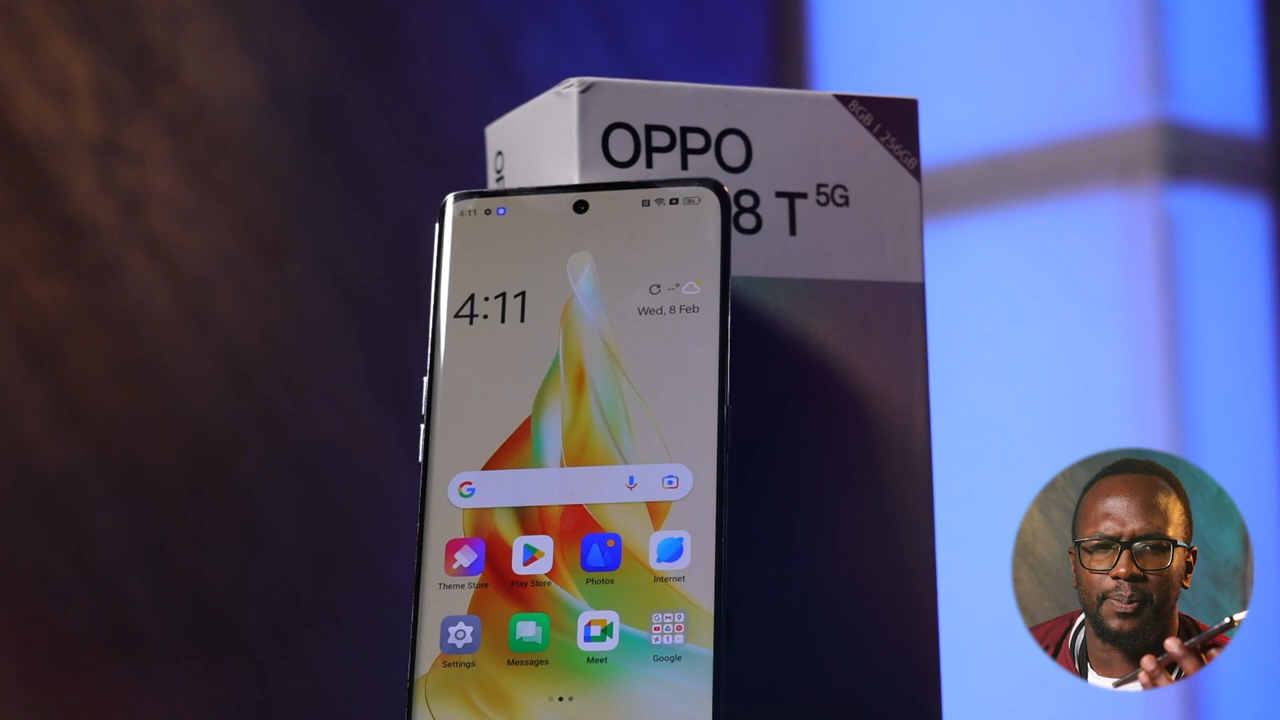 OPPO
8 T 5G
8GB | 256GB
4:11
4:11
--°
Wed, 8 Feb
G
Theme Store
Play Store
Photos
Internet
Settings
Messages
Meet
Google